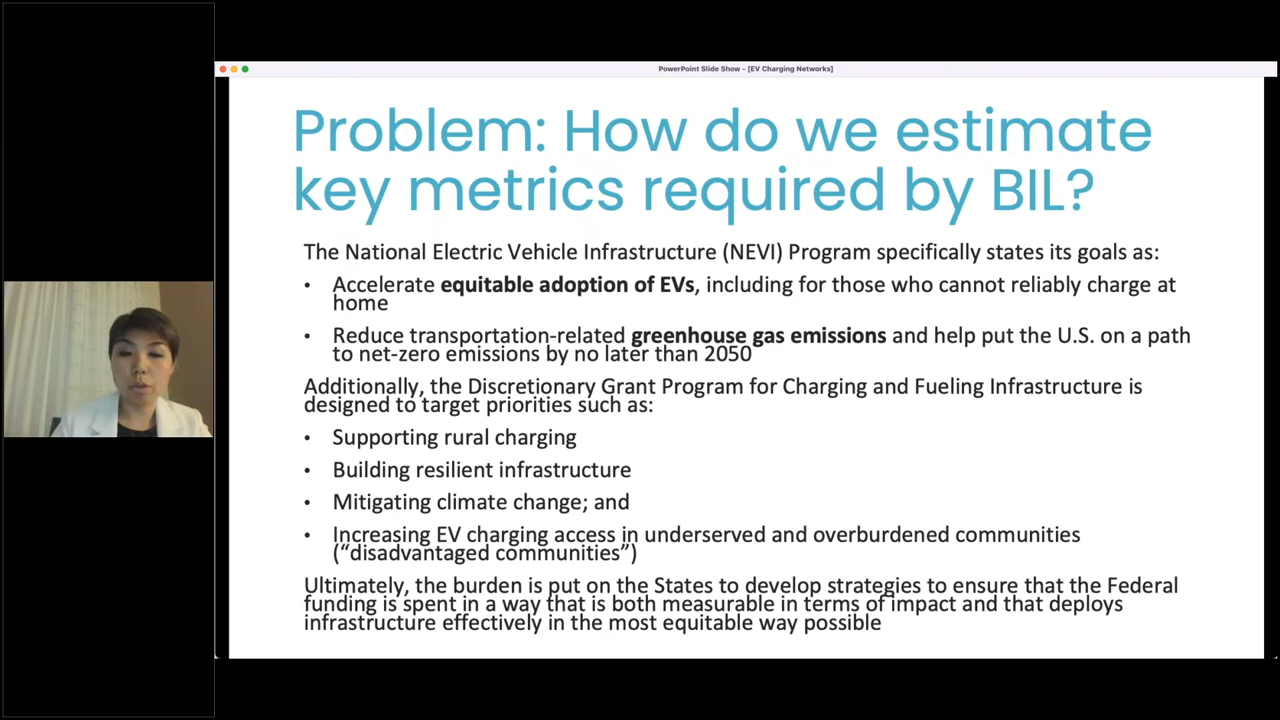 PowerPoint Slide Show - [EV Charging Networks]
Problem: How do we estimate
key metrics required by BIL?
The National Electric Vehicle Infrastructure (NEVI) Program specifically states its goals as:
• Accelerate equitable adoption of EVs, including for those who cannot reliably charge at
home
• Reduce transportation-related greenhouse gas emissions and help put the U.S. on a path
to net-zero emissions by no later than 2050
Additionally, the Discretionary Grant Program for Charging and Fueling Infrastructure is
designed to target priorities such as:
• Supporting rural charging
• Building resilient infrastructure
• Mitigating climate change; and
• Increasing EV charging access in underserved and overburdened communities
(“disadvantaged communities”)
Ultimately, the burden is put on the States to develop strategies to ensure that the Federal
funding is spent in a way that is both measurable in terms of impact and that deploys
infrastructure effectively in the most equitable way possible